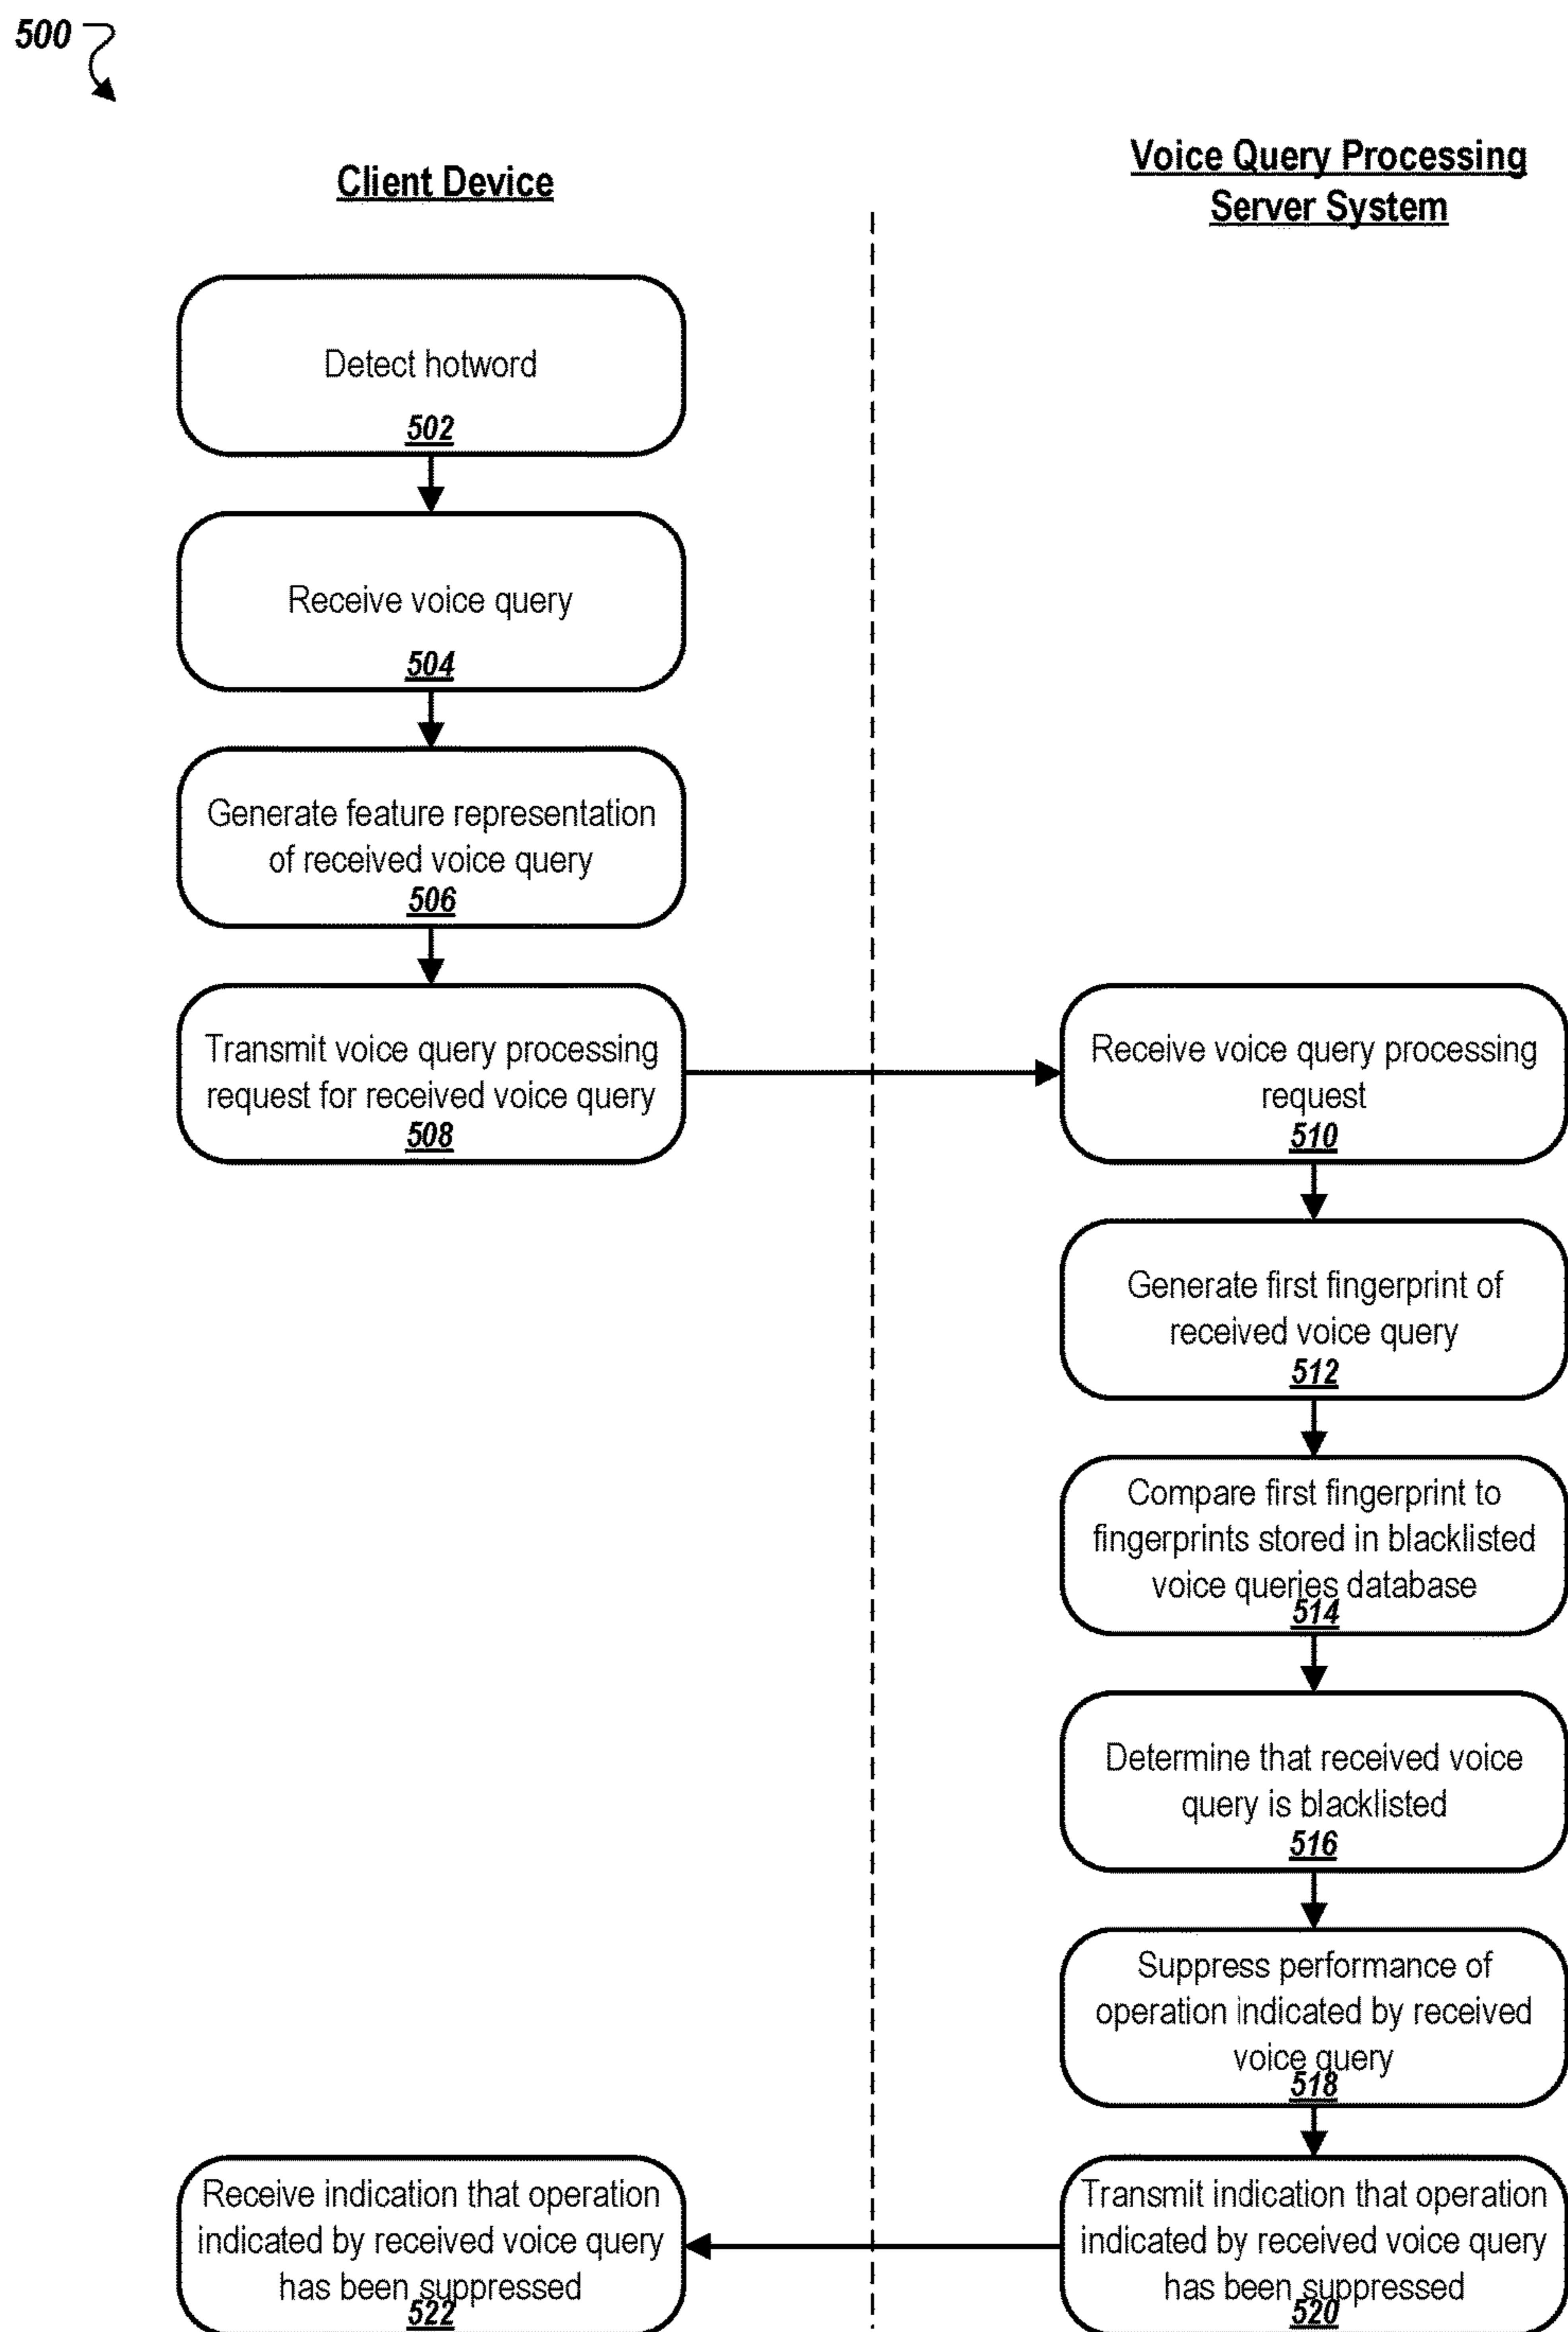 500
Client Device
Voice Query Processing
Server System
Detect hotword
502
Receive voice query
504
Generate feature representation
of received voice query
506
Transmit voice query processing
request for received voice query
508
Receive voice query processing
request
510
Generate first fingerprint of
received voice query
512
Compare first fingerprint to
fingerprints stored in blacklisted
voice queries database
514
Determine that received voice
query is blacklisted
516
Suppress performance of
operation indicated by received
voice query
518
Transmit indication that operation
indicated by received voice query
has been suppressed
520
Receive indication that operation
indicated by received voice query
has been suppressed
522